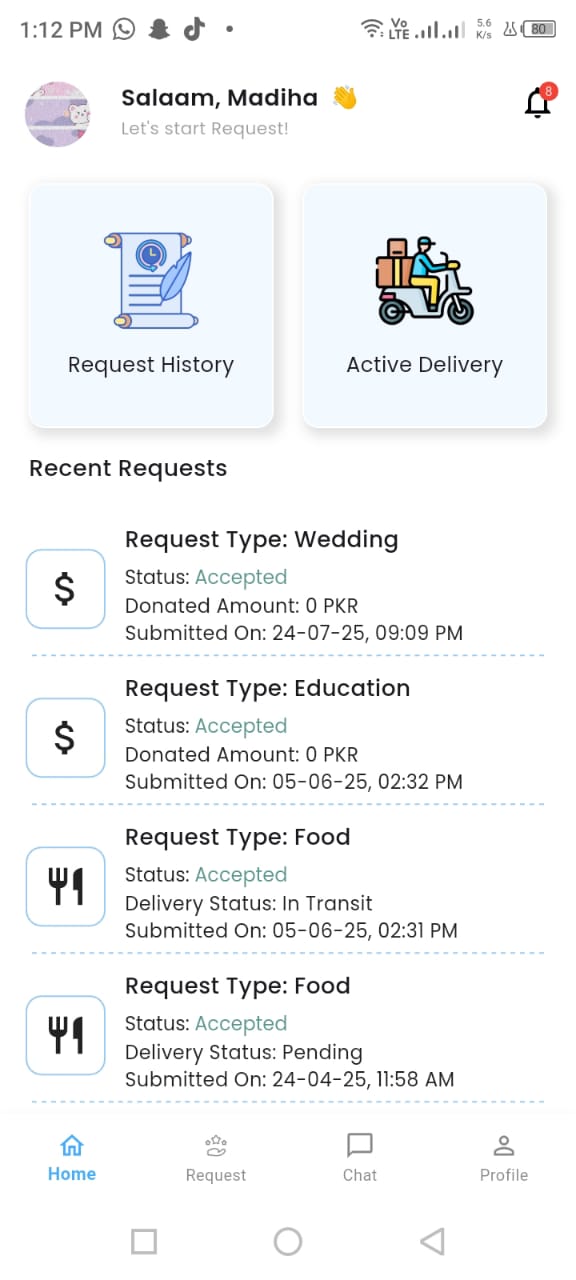 1:12 PM
Vo LTE
5.6 K/s
80
Salaam, Madiha 👋
Let's start Request!
8
Request History
Active Delivery
Recent Requests
Request Type: Wedding
$
Status: Accepted
Donated Amount: 0 PKR
Submitted On: 24-07-25, 09:09 PM
Request Type: Education
$
Status: Accepted
Donated Amount: 0 PKR
Submitted On: 05-06-25, 02:32 PM
Request Type: Food
Status: Accepted
Delivery Status: In Transit
Submitted On: 05-06-25, 02:31 PM
Request Type: Food
Status: Accepted
Delivery Status: Pending
Submitted On: 24-04-25, 11:58 AM
Home
Request
Chat
Profile